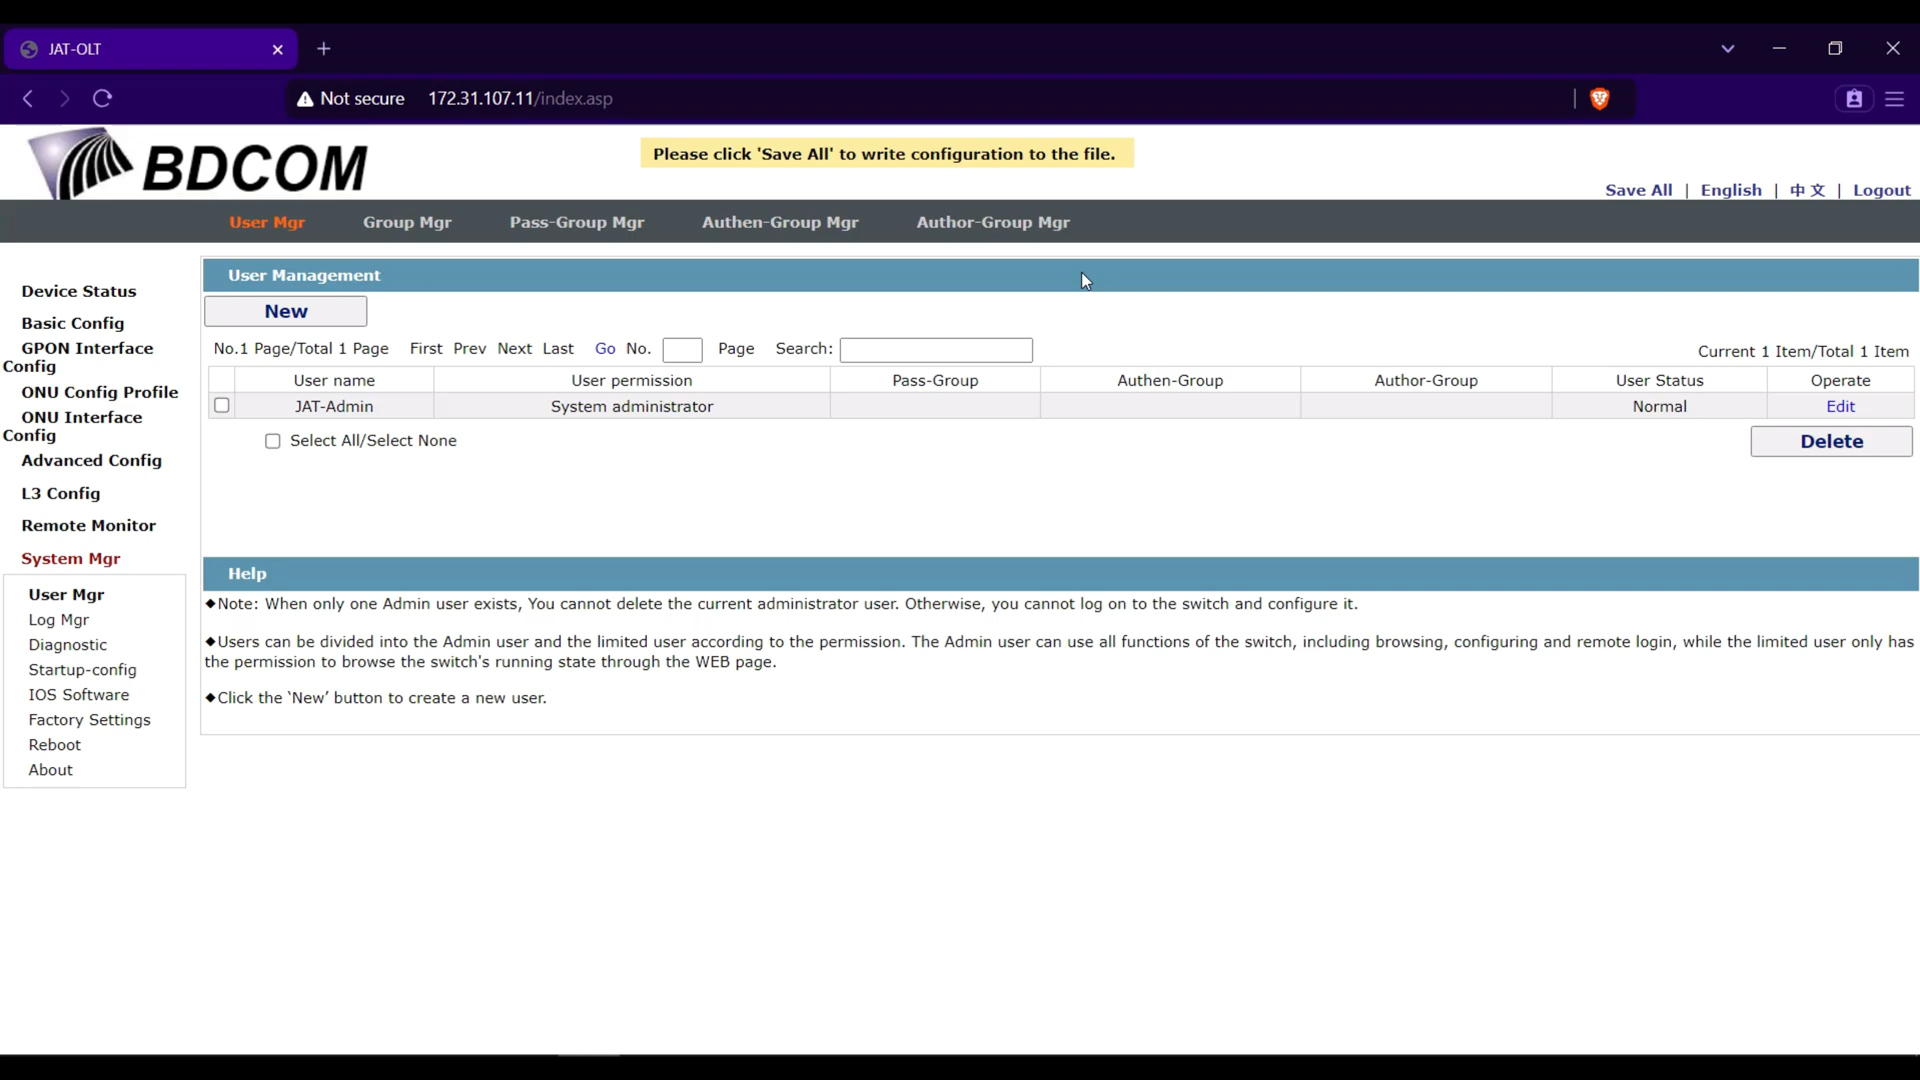 JAT-OLT
Not secure 172.31.107.11/index.asp
BDCOM
Please click 'Save All' to write configuration to the file.
Save All | English | 中文 | Logout
User Mgr Group Mgr Pass-Group Mgr Authen-Group Mgr Author-Group Mgr
Device Status
Basic Config
GPON Interface
Config
ONU Config Profile
ONU Interface
Config
Advanced Config
L3 Config
Remote Monitor
System Mgr
User Mgr
Log Mgr
Diagnostic
Startup-config
IOS Software
Factory Settings
Reboot
About
User Management
New
No.1 Page/Total 1 Page First Prev Next Last Go No. Page Search: Current 1 Item/Total 1 Item
User name User permission Pass-Group Authen-Group Author-Group User Status Operate
JAT-Admin System administrator Normal Edit
Select All/Select None Delete
Help
◆Note: When only one Admin user exists, You cannot delete the current administrator user. Otherwise, you cannot log on to the switch and configure it.
◆Users can be divided into the Admin user and the limited user according to the permission. The Admin user can use all functions of the switch, including browsing, configuring and remote login, while the limited user only has
the permission to browse the switch's running state through the WEB page.
◆Click the ‛New’ button to create a new user.